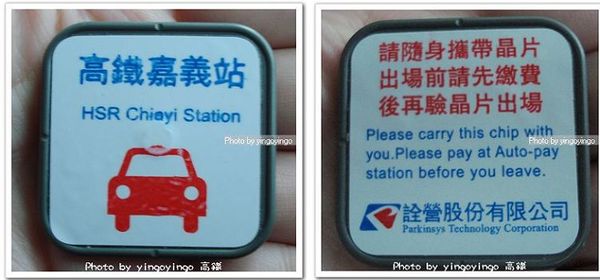 高鐵嘉義站
HSR Chiayi Station
Photo by yingoyingo
Photo by yingoyingo 高鐵
請隨身攜帶晶片
出場前請先繳費
後再驗晶片出場
Please carry this chip with
you.Please pay at Auto-pay
station before you leave.
Photo by yingoyingo
詮營股份有限公司
Parkinsys Technology Corporation
Photo by yingoyingo 高鐵